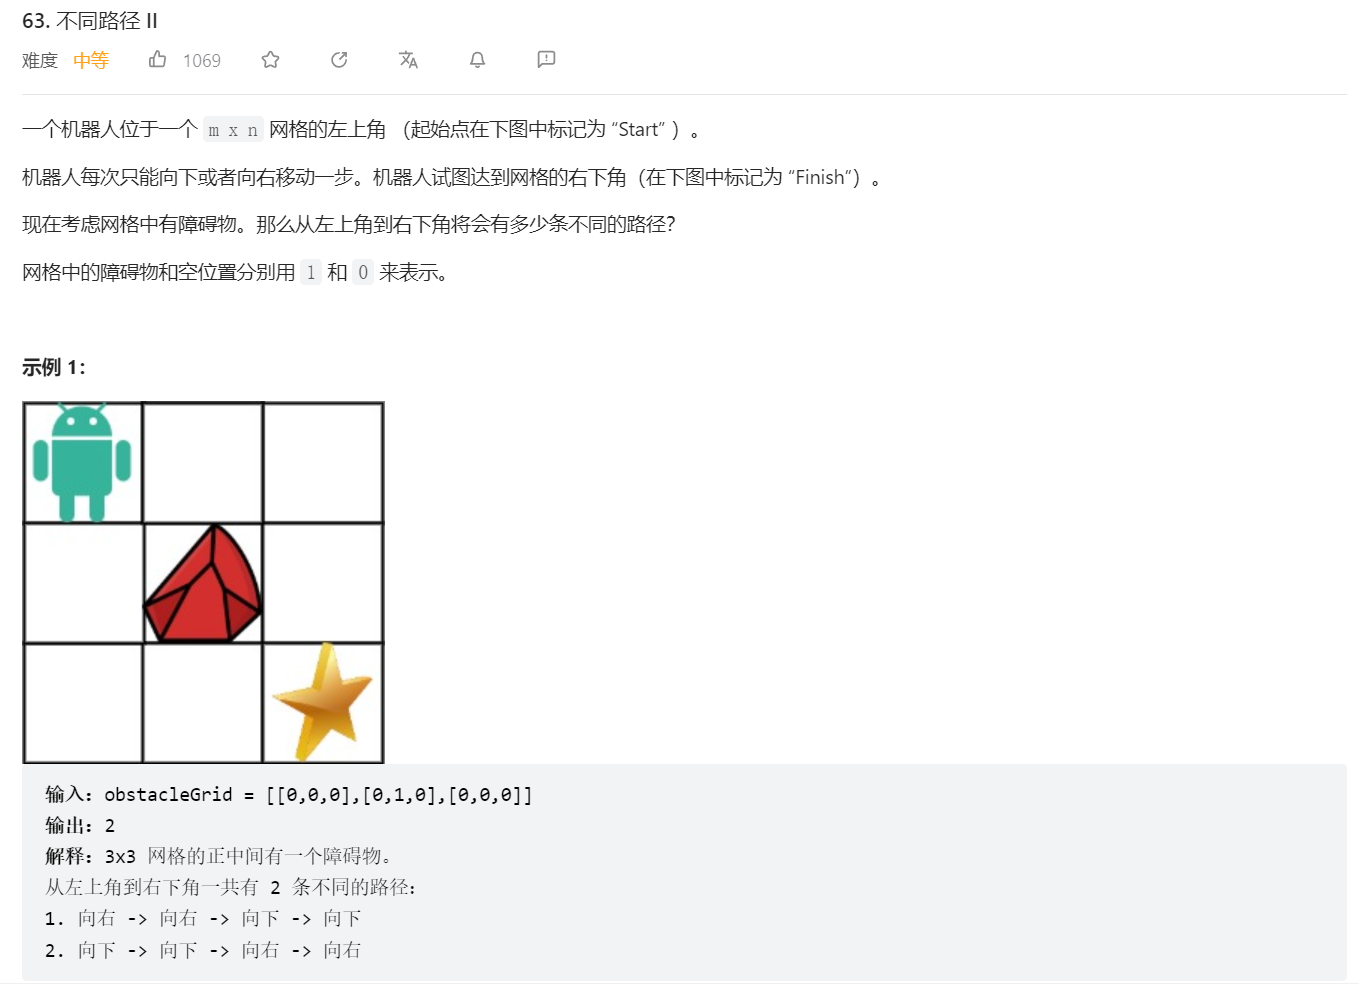 63. 不同路径 II
难度 中等 1069
一个机器人位于一个 m x n 网格的左上角 （起始点在下图中标记为 “Start” ）。
机器人每次只能向下或者向右移动一步。机器人试图达到网格的右下角（在下图中标记为 “Finish”）。
现在考虑网格中有障碍物。那么从左上角到右下角将会有多少条不同的路径？
网格中的障碍物和空位置分别用 1 和 0 来表示。
示例 1：
输入：obstacleGrid = [[0,0,0],[0,1,0],[0,0,0]]
输出：2
解释：3x3 网格的正中间有一个障碍物。
从左上角到右下角一共有 2 条不同的路径：
1. 向右 -> 向右 -> 向下 -> 向下
2. 向下 -> 向下 -> 向右 -> 向右